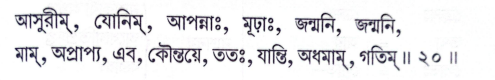 আসুরীম্, যোনিম্, আপন্নাঃ, মূঢ়াঃ, জন্মনি, জন্মনি,
মাম্, অপ্রাপ্য, এব, কৌন্তেয়, ততঃ, যান্তি, অধমাম্, গতিম্॥ ২০ ॥